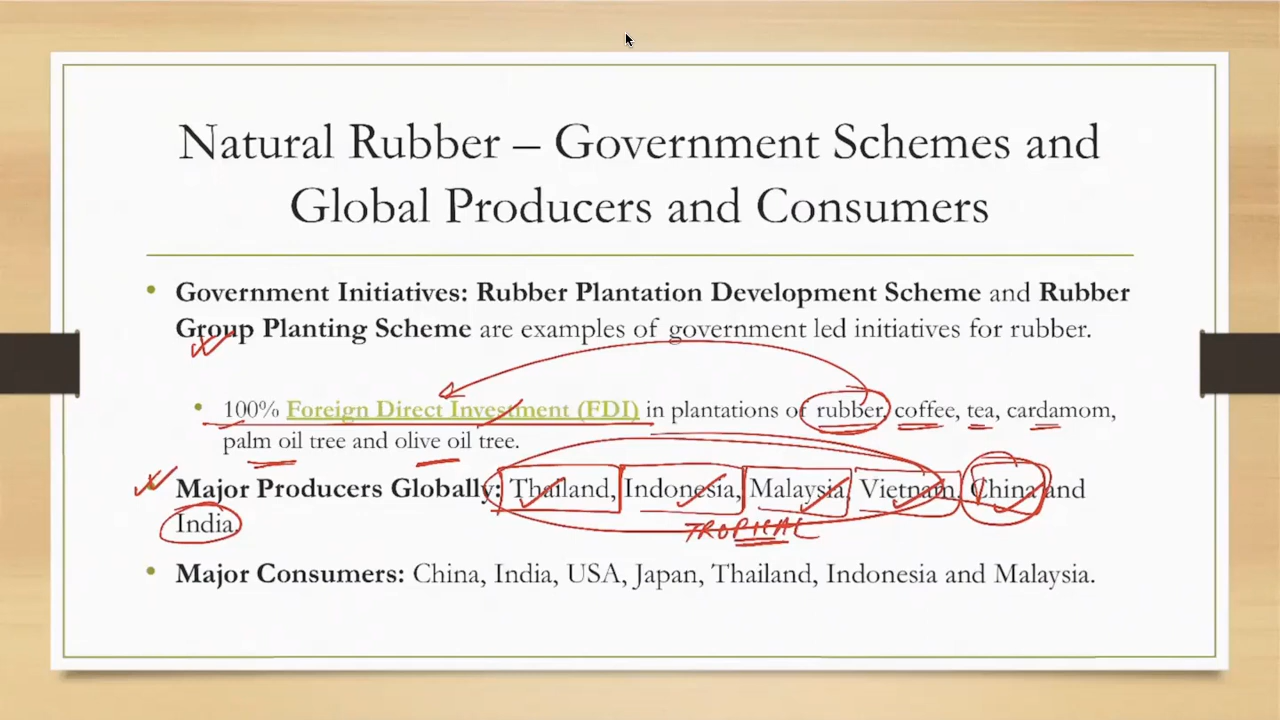 Natural Rubber – Government Schemes and
Global Producers and Consumers
• Government Initiatives: Rubber Plantation Development Scheme and Rubber
Group Planting Scheme are examples of government led initiatives for rubber.
• 100% Foreign Direct Investment (FDI) in plantations of rubber, coffee, tea, cardamom,
palm oil tree and olive oil tree.
• Major Producers Globally: Thailand, Indonesia, Malaysia, Vietnam, China and
India.
TROPICAL
• Major Consumers: China, India, USA, Japan, Thailand, Indonesia and Malaysia.